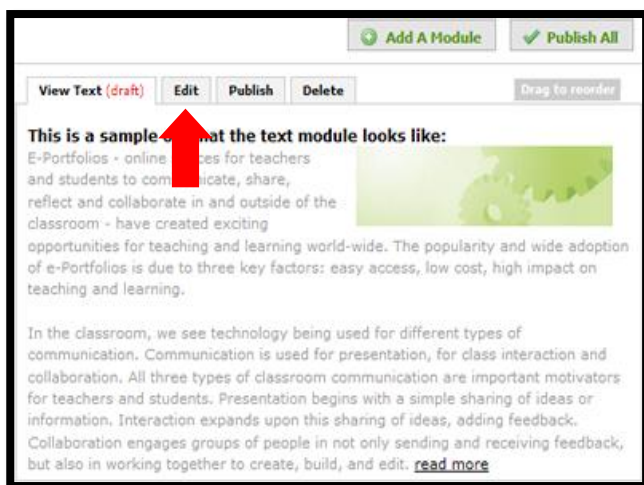 Add A Module Publish All
View Text (draft) Edit Publish Delete Drag to reorder
This is a sample the text module looks like:
E-Portfolios - online for teachers
and students to share,
reflect and collaborate in and outside of the
classroom - have created exciting
opportunities for teaching and learning world-wide. The popularity and wide adoption
of e-Portfolios is due to three key factors: easy access, low cost, high impact on
teaching and learning.
In the classroom, we see technology being used for different types of
communication. Communication is used for presentation, for class interaction and
collaboration. All three types of classroom communication are important motivators
for teachers and students. Presentation begins with a simple sharing of ideas or
information. Interaction expands upon this sharing of ideas, adding feedback.
Collaboration engages groups of people in not only sending and receiving feedback,
but also in working together to create, build, and edit. read more